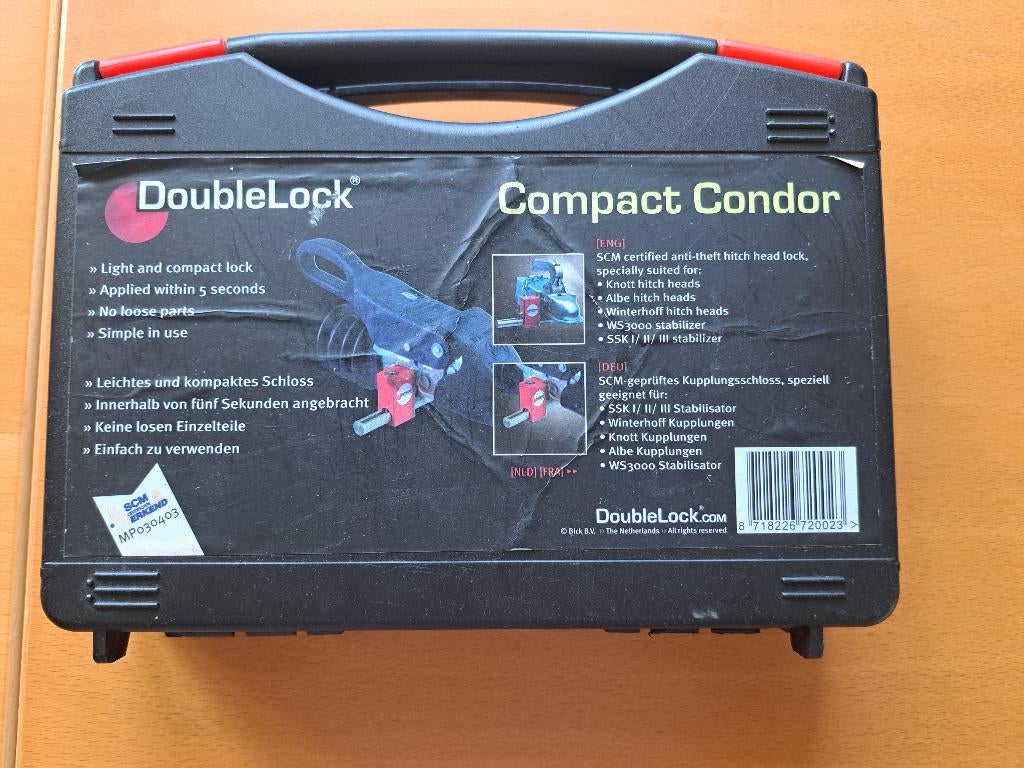 DoubleLock®
Compact Condor
» Light and compact lock
» Applied within 5 seconds
» No loose parts
» Simple in use
» Leichtes und kompaktes Schloss
» Innerhalb von fünf Sekunden angebracht
» Keine losen Einzelteile
» Einfach zu verwenden
[ENG]
SCM certified anti-theft hitch head lock,
specially suited for:
• Knott hitch heads
• Albe hitch heads
• Winterhoff hitch heads
• WS3000 stabilizer
• SSK I/ II/ III stabilizer
[DEU]
SCM-geprüftes Kupplungsschloss, speziell
geeignet für:
• SSK I/ II/ III Stabilisator
• Winterhoff Kupplungen
• Knott Kupplungen
• Albe Kupplungen
• WS3000 Stabilisator
[NLD] [FRA] ▸▸
SCM
ERKEND
MP030403
DoubleLock.COM
© Bick B.V. » The Netherlands » All rights reserved
8 718226 720023 >